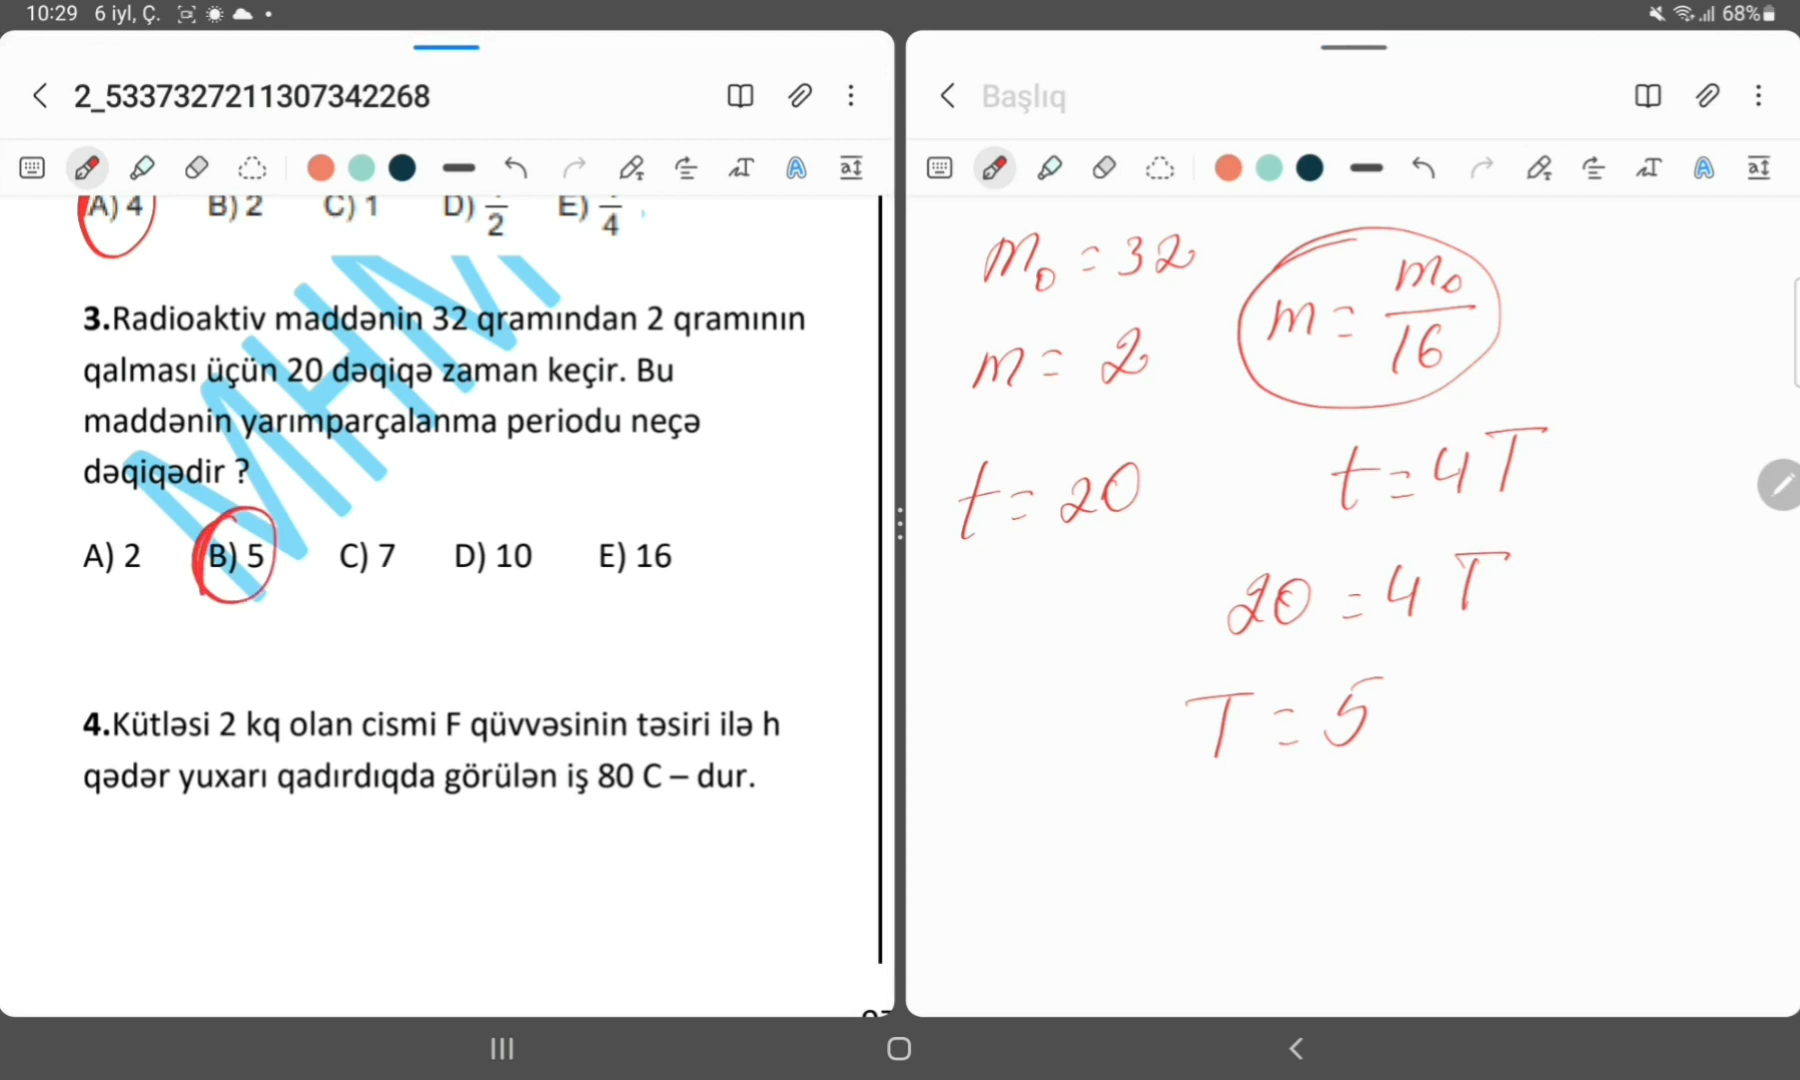 10:29 6 iyl, Ç.
68%
2_5337327211307342268
A) 4 B) 2 C) 1 D) 2 E) 4
MHM
3.Radioaktiv maddənin 32 qramından 2 qramının
qalması üçün 20 dəqiqə zaman keçir. Bu
maddənin yarımparçalanma periodu neçə
dəqiqədir ?
A) 2 B) 5 C) 7 D) 10 E) 16
4.Kütləsi 2 kq olan cismi F qüvvəsinin təsiri ilə h
qədər yuxarı qadırdıqda görülən iş 80 C – dur.
Başlıq
m₀ = 32
m = m₀/16
m = 2
t = 20
t = 4T
20 = 4T
T = 5